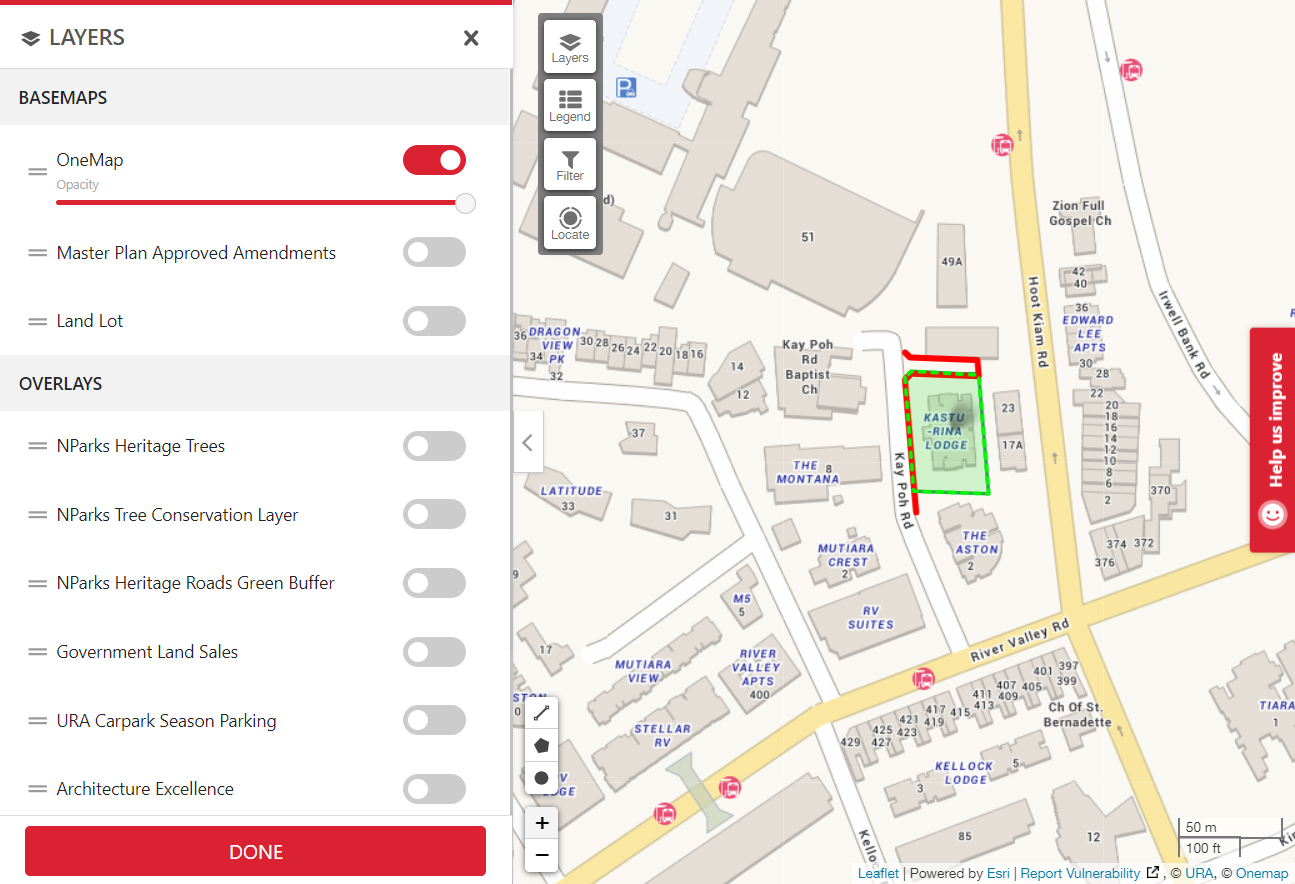 LAYERS
BASEMAPS
OneMap
Opacity
Master Plan Approved Amendments
Land Lot
OVERLAYS
NParks Heritage Trees
NParks Tree Conservation Layer
NParks Heritage Roads Green Buffer
Government Land Sales
URA Carpark Season Parking
Architecture Excellence
DONE
Layers
Legend
Filter
Locate
P
d)
51
49A
Zion Full
Gospel Ch
42
40
36
EDWARD
LEE
APTS
30
28
22
20
18
16
14
12
10
8
6
2
Hoot Kiam Rd
Irwell Bank Rd
Help us improve
36
DRAGON
VIEW
PK
34
32
30
28
26
24
22
20
18
16
14
12
Kay Poh
Rd
Baptist
Ch
KASTU
-RINA
LODGE
23
17A
37
THE
MONTANA
8
Kay Poh Rd
LATITUDE
33
31
370
374
372
376
THE
ASTON
2
MUTIARA
CREST
2
9
M5
5
RV
SUITES
River Valley Rd
17
MUTIARA
VIEW
RIVER
VALLEY
APTS
400
401
397
399
407
405
411
409
413
417
415
421
419
425
423
429
427
Ch Of St.
Bernadette
TIARA
1
STON
0
STELLAR
RV
V
GE
KELLOCK
LODGE
5
3
85
12
Kelloc
+
−
50 m
100 ft
Leaflet | Powered by Esri | Report Vulnerability , © URA, © Onemap